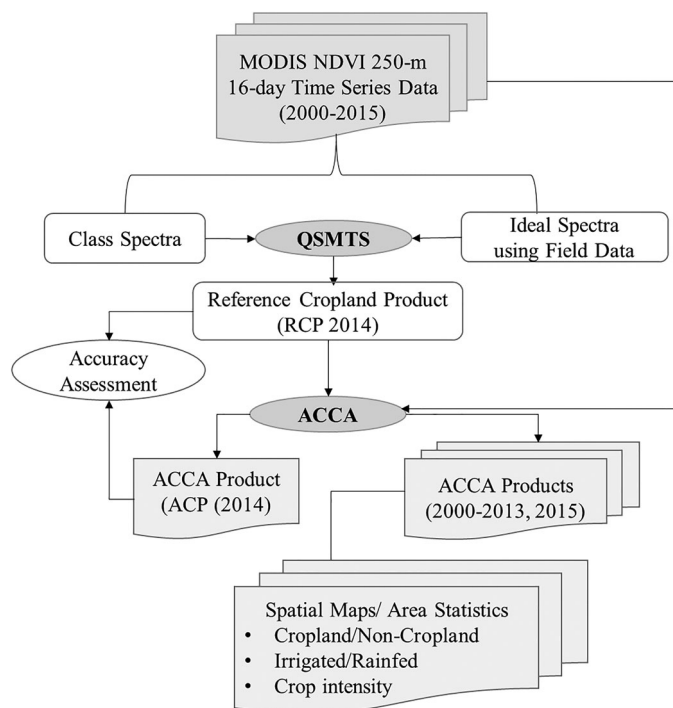 MODIS NDVI 250-m
16-day Time Series Data
(2000-2015)
Class Spectra
QSMTS
Ideal Spectra
using Field Data
Reference Cropland Product
(RCP 2014)
Accuracy
Assessment
ACCA
ACCA Product
(ACP (2014)
ACCA Products
(2000-2013, 2015)
Spatial Maps/ Area Statistics
• Cropland/Non-Cropland
• Irrigated/Rainfed
• Crop intensity